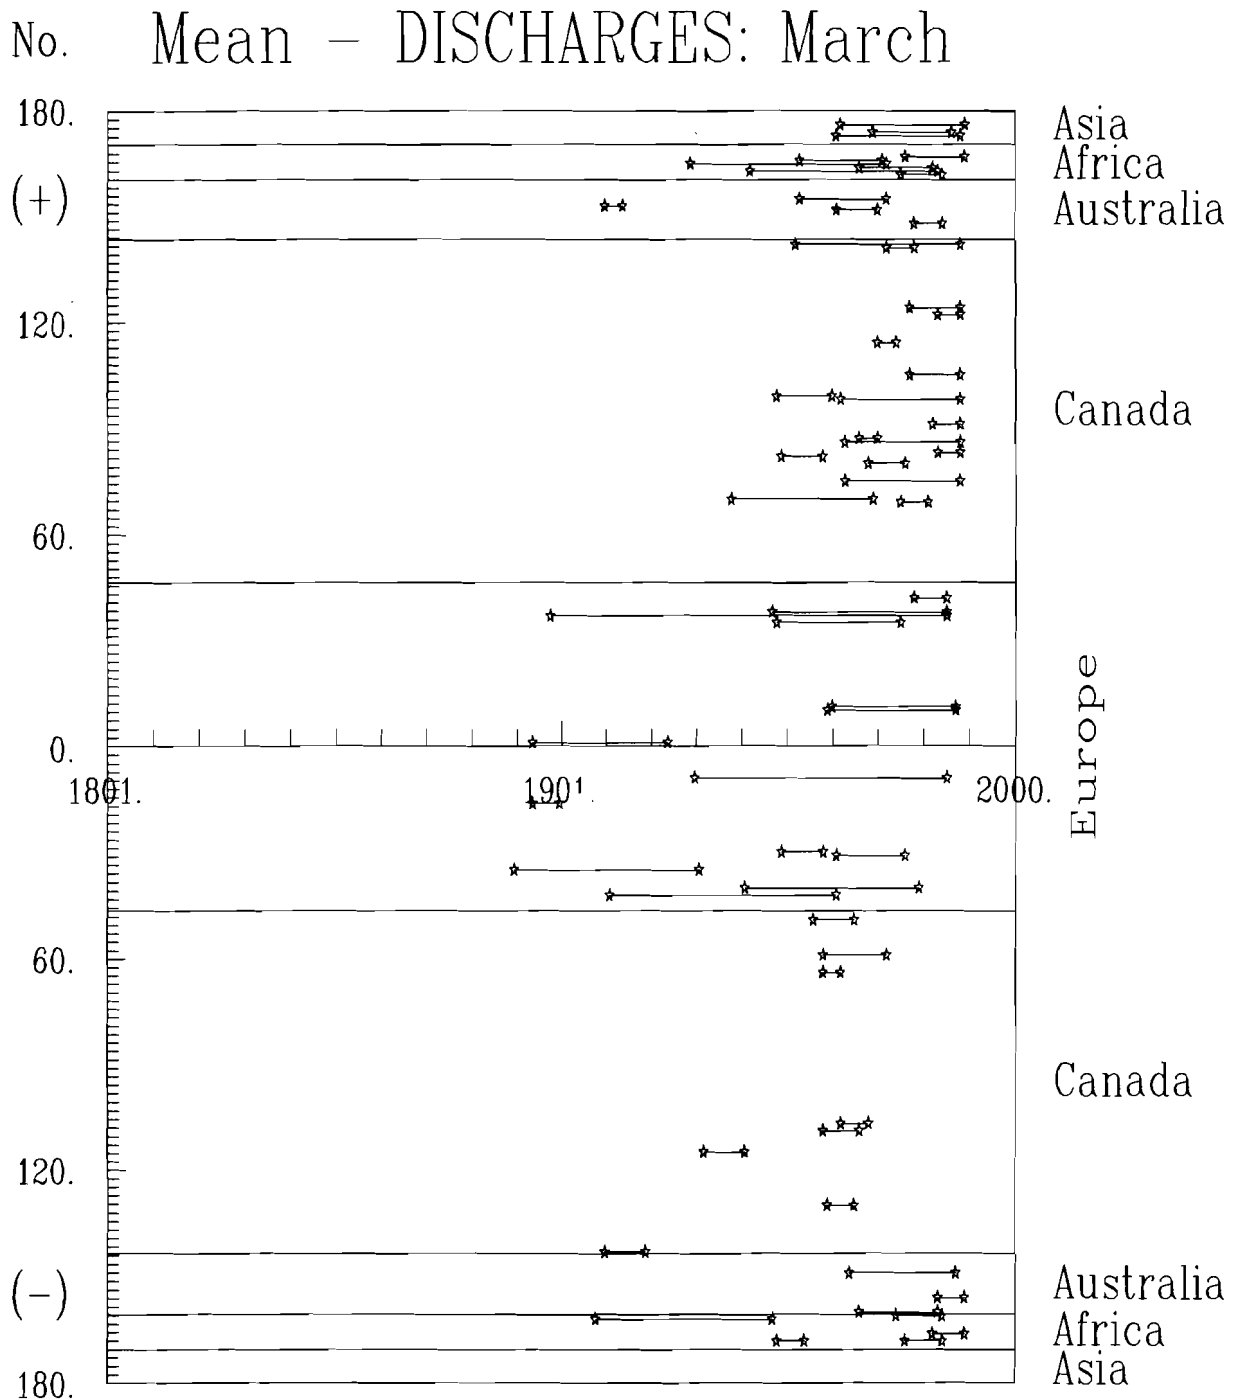 No. Mean – DISCHARGES: March
180.
Asia
Africa
(+)
Australia
120.
Canada
60.
Europe
0.
1801. 1901. 2000.
60.
Canada
120.
(–)
Australia
Africa
Asia
180.